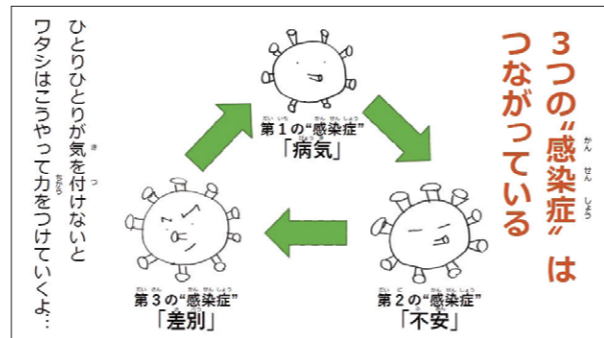 3つの“感染症”は
つながっている
第1の“感染症”
「病気」
第2の“感染症”
「不安」
第3の“感染症”
「差別」
ひとりひとりが気を付けないと
ワタシはこうやって力をつけていくよ…